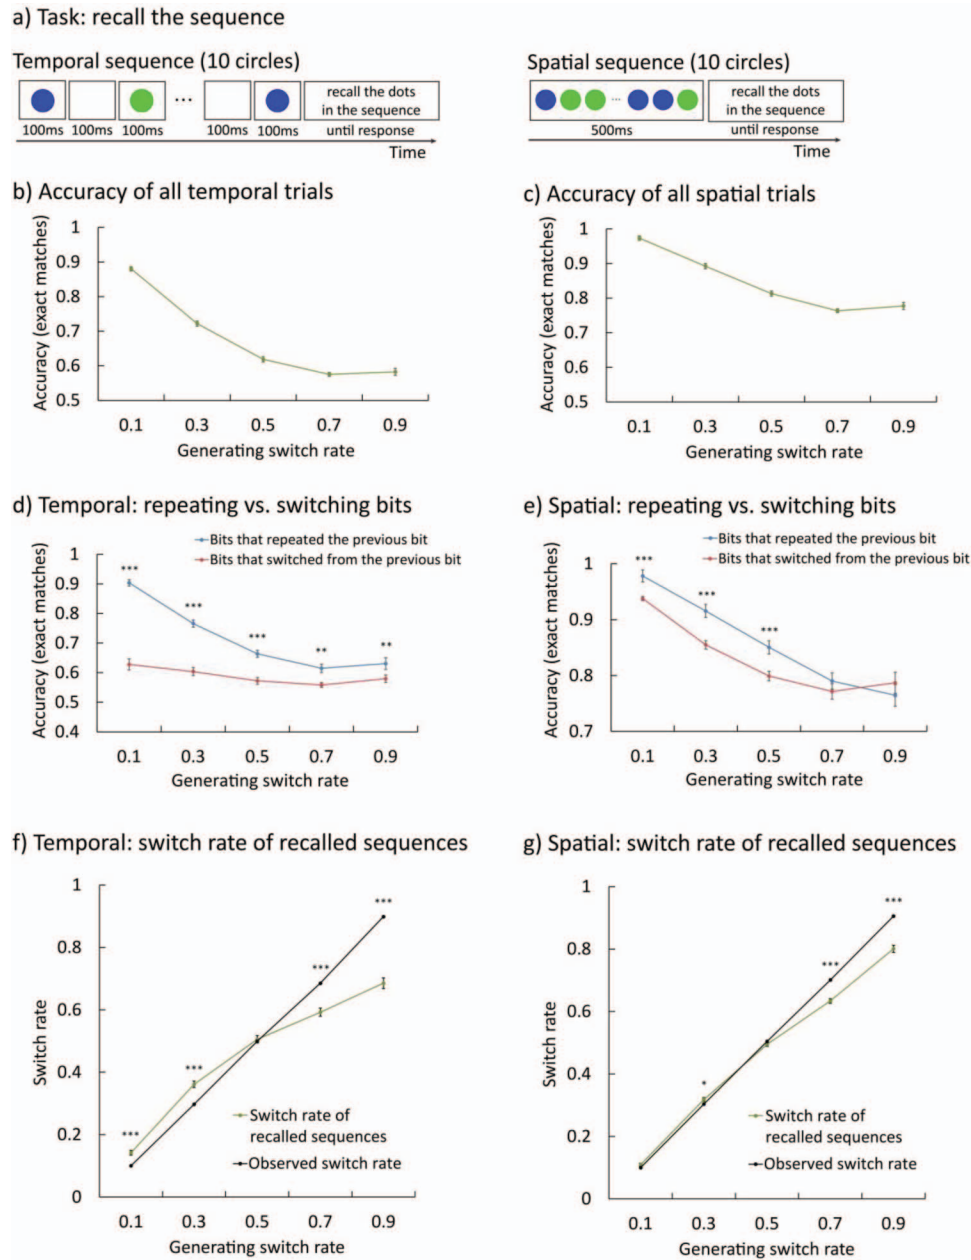 a) Task: recall the sequence
Temporal sequence (10 circles)
...
recall the dots
in the sequence
100ms 100ms 100ms 100ms 100ms until response
Time
Spatial sequence (10 circles)
...
recall the dots
in the sequence
500ms until response
Time
b) Accuracy of all temporal trials
Accuracy (exact matches)
1
0.9
0.8
0.7
0.6
0.5
0.1 0.3 0.5 0.7 0.9
Generating switch rate
c) Accuracy of all spatial trials
Accuracy (exact matches)
1
0.9
0.8
0.7
0.6
0.5
0.1 0.3 0.5 0.7 0.9
Generating switch rate
d) Temporal: repeating vs. switching bits
Bits that repeated the previous bit
Bits that switched from the previous bit
Accuracy (exact matches)
1
0.9
0.8
0.7
0.6
0.5
0.4
*** *** *** ** **
0.1 0.3 0.5 0.7 0.9
Generating switch rate
e) Spatial: repeating vs. switching bits
Bits that repeated the previous bit
Bits that switched from the previous bit
Accuracy (exact matches)
1
0.9
0.8
0.7
*** *** ***
0.1 0.3 0.5 0.7 0.9
Generating switch rate
f) Temporal: switch rate of recalled sequences
Switch rate
1
0.8
0.6
0.4
0.2
0
*** *** *** ***
Switch rate of
recalled sequences
Observed switch rate
0.1 0.3 0.5 0.7 0.9
Generating switch rate
g) Spatial: switch rate of recalled sequences
Switch rate
1
0.8
0.6
0.4
0.2
0
* *** ***
Switch rate of
recalled sequences
Observed switch rate
0.1 0.3 0.5 0.7 0.9
Generating switch rate